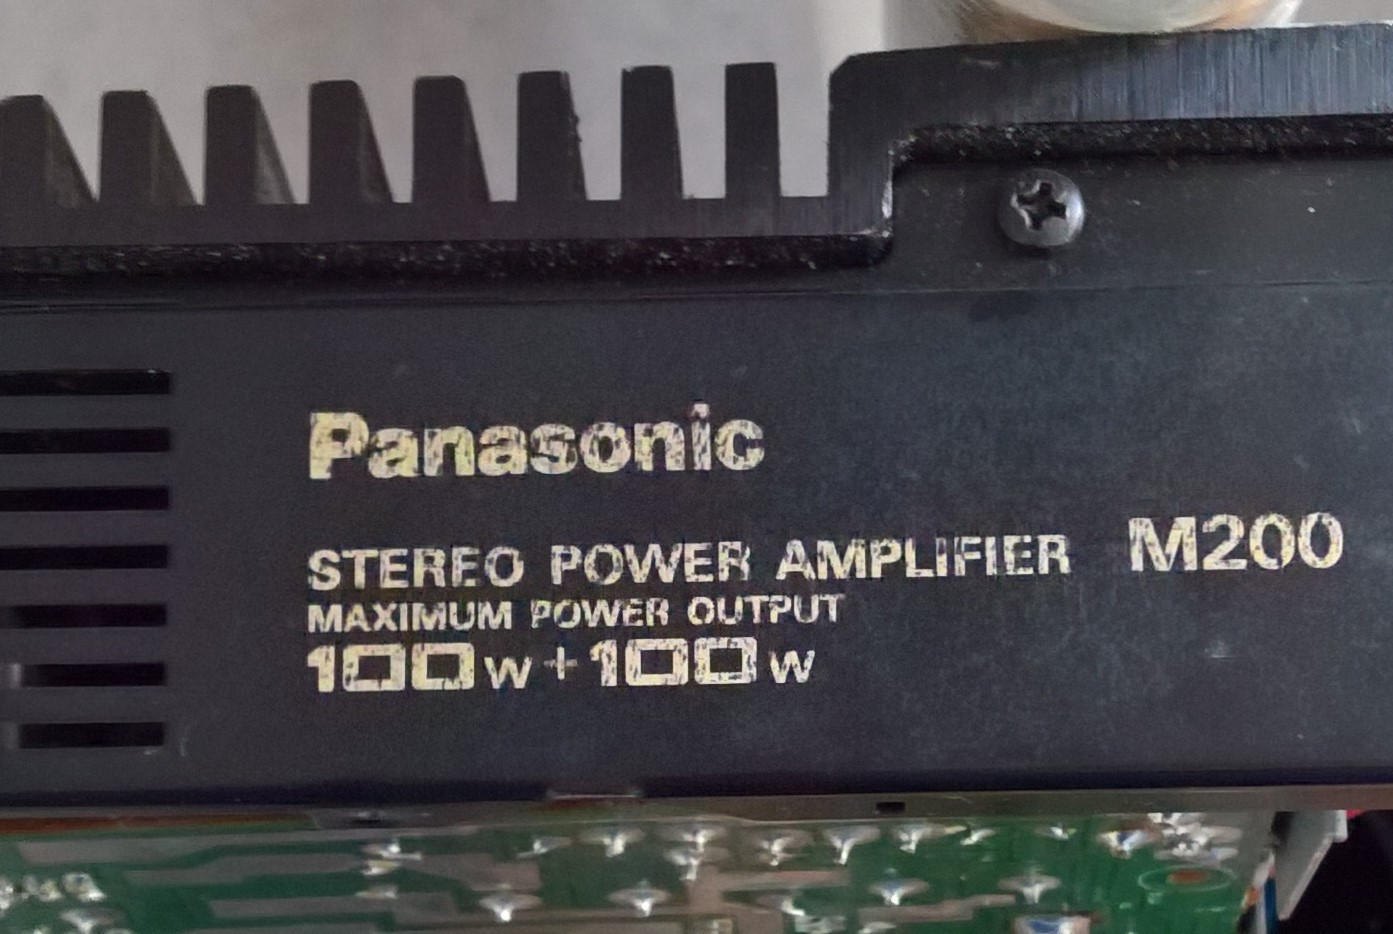 Panasonic
STEREO POWER AMPLIFIER M200
MAXIMUM POWER OUTPUT
100W+100W